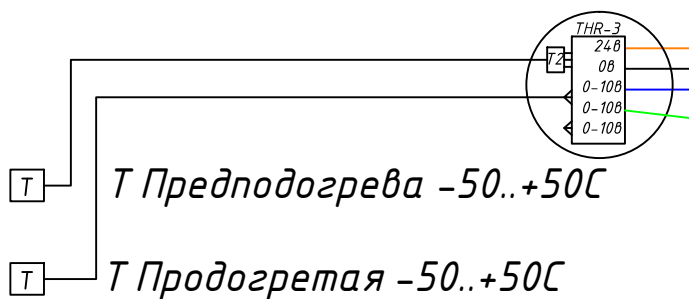 THR-3
24в
T2
0в
0-10в
0-10в
0-10в
T
Т Предподогрева -50..+50С
T
Т Продогретая -50..+50С